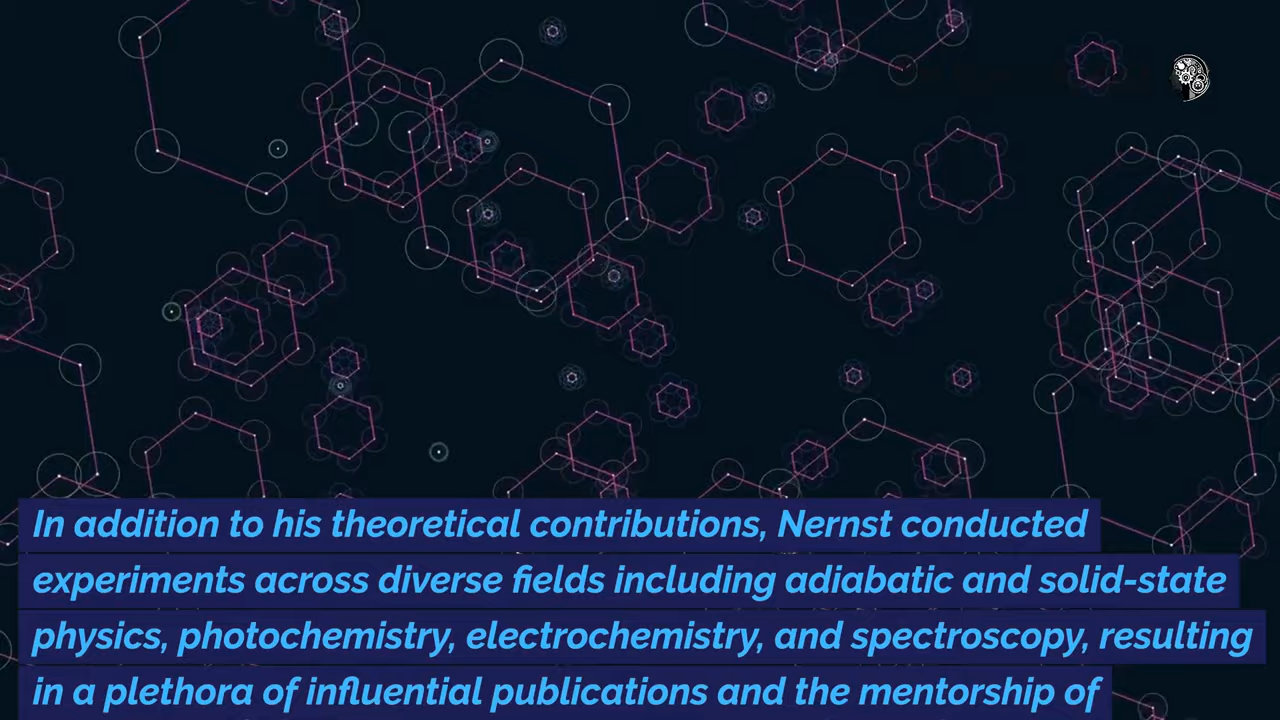 In addition to his theoretical contributions, Nernst conducted
experiments across diverse fields including adiabatic and solid-state
physics, photochemistry, electrochemistry, and spectroscopy, resulting
in a plethora of influential publications and the mentorship of